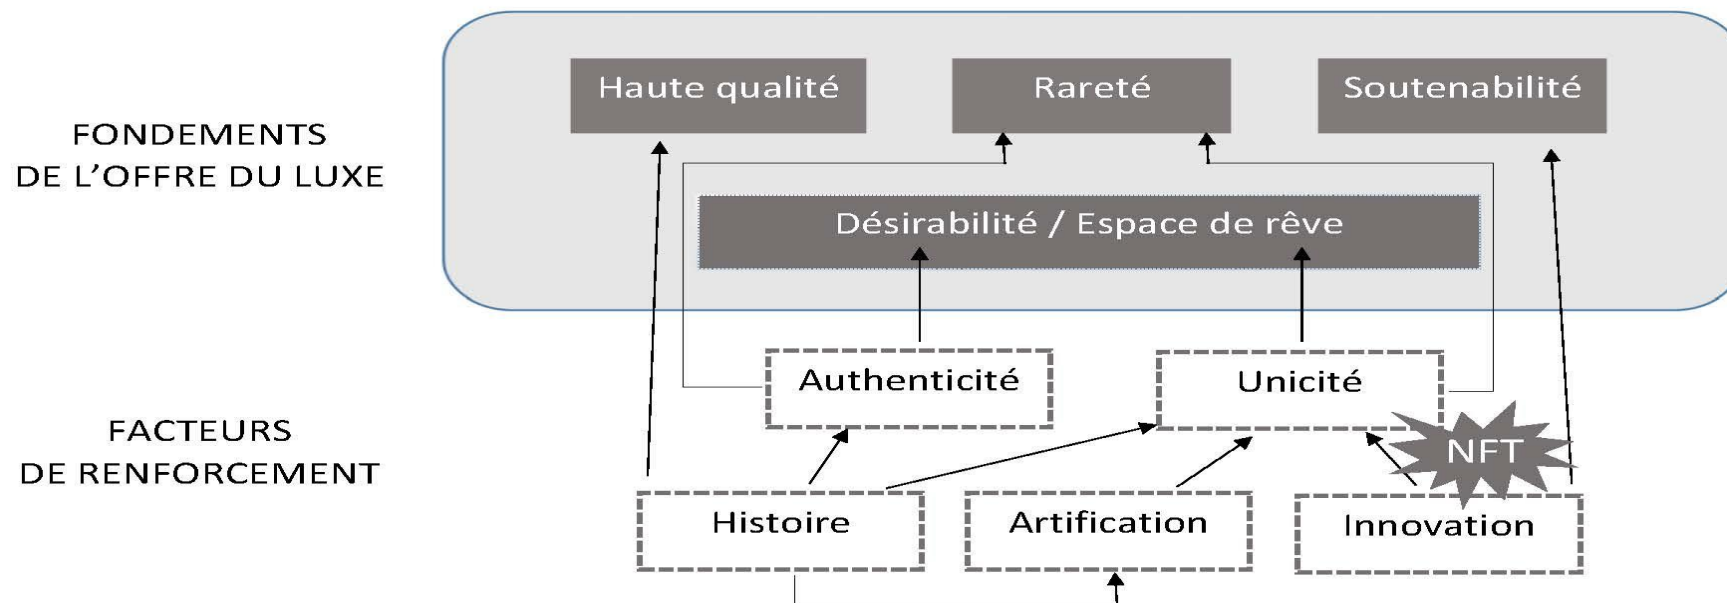 Haute qualité
Rareté
Soutenabilité
FONDEMENTS
DE L’OFFRE DU LUXE
Désirabilité / Espace de rêve
Authenticité
Unicité
FACTEURS
DE RENFORCEMENT
NFT
Histoire
Artification
Innovation